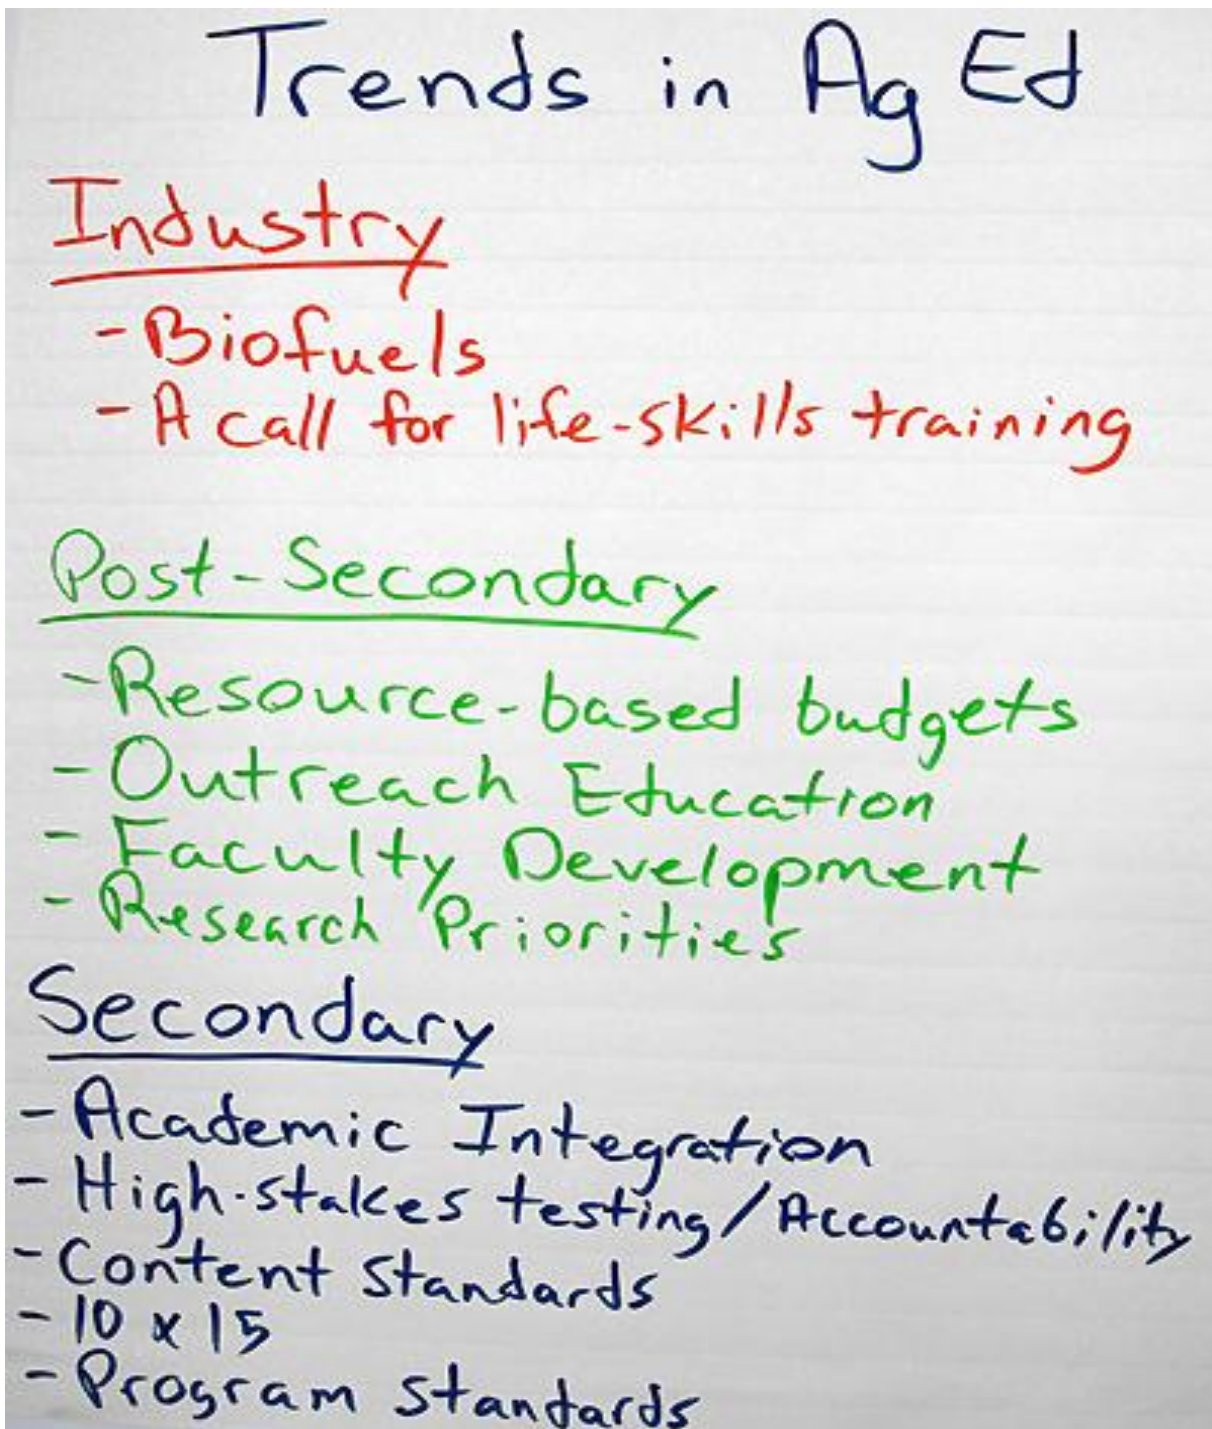 Trends in Ag Ed
Industry
- Biofuels
- A call for life-skills training
Post-Secondary
- Resource-based budgets
- Outreach Education
- Faculty Development
- Research Priorities
Secondary
- Academic Integration
- High-stakes testing/Accountability
- Content Standards
- 10 x 15
- Program Standards